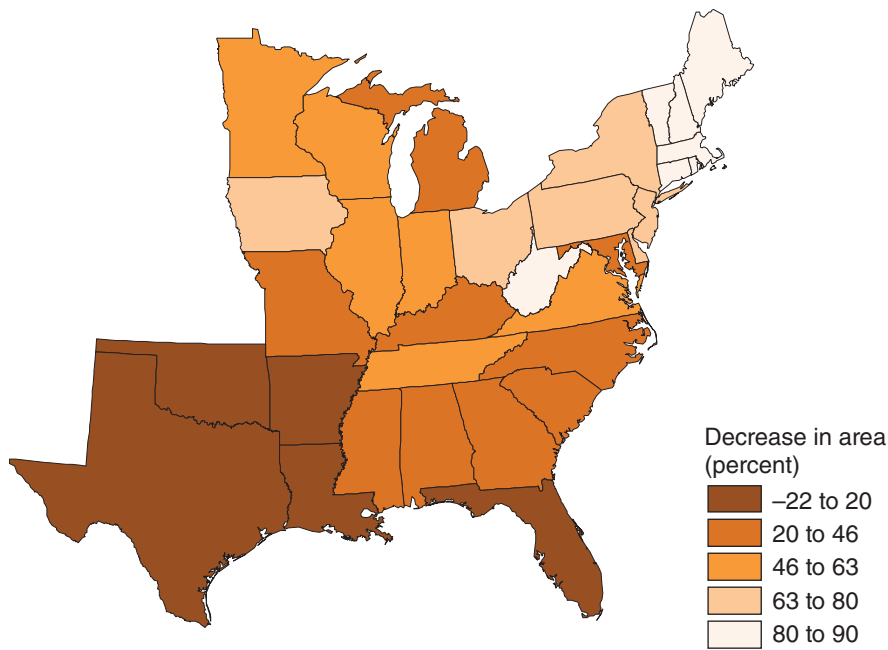 Decrease in area
(percent)
–22 to 20
20 to 46
46 to 63
63 to 80
80 to 90